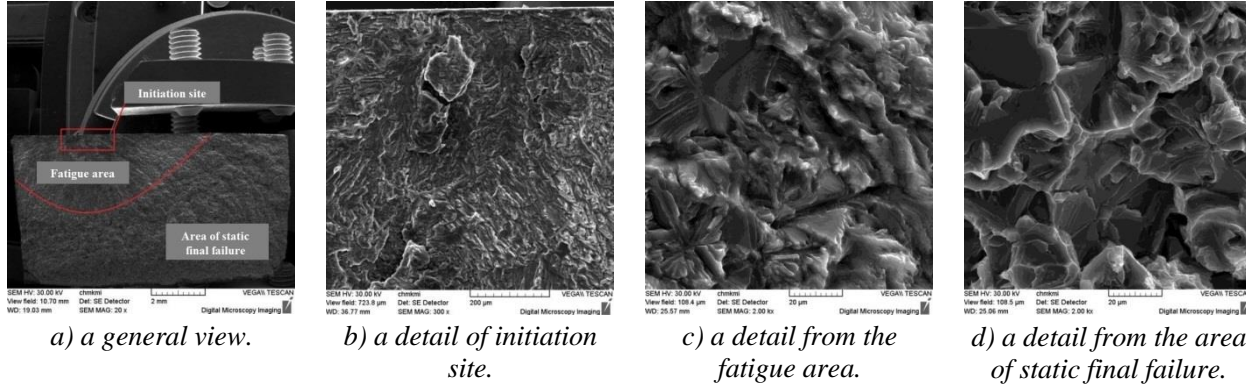 Initiation site
Fatigue area
Area of static
final failure
SEM HV: 30.00 kV chmkmi VEGA\\ TESCAN
View field: 10.70 mm Det: SE Detector 2 mm
WD: 19.03 mm SEM MAG: 20 x Digital Microscopy Imaging
a) a general view.
SEM HV: 30.00 kV chmkmi VEGA\\ TESCAN
View field: 723.8 µm Det: SE Detector 200 µm
WD: 36.77 mm SEM MAG: 300 x Digital Microscopy Imaging
b) a detail of initiation
site.
SEM HV: 30.00 kV chmkmi VEGA\\ TESCAN
View field: 108.4 µm Det: SE Detector 20 µm
WD: 25.57 mm SEM MAG: 2.00 kx Digital Microscopy Imaging
c) a detail from the
fatigue area.
SEM HV: 30.00 kV chmkmi VEGA\\ TESCAN
View field: 108.5 µm Det: SE Detector 20 µm
WD: 25.06 mm SEM MAG: 2.00 kx Digital Microscopy Imaging
d) a detail from the area
of static final failure.